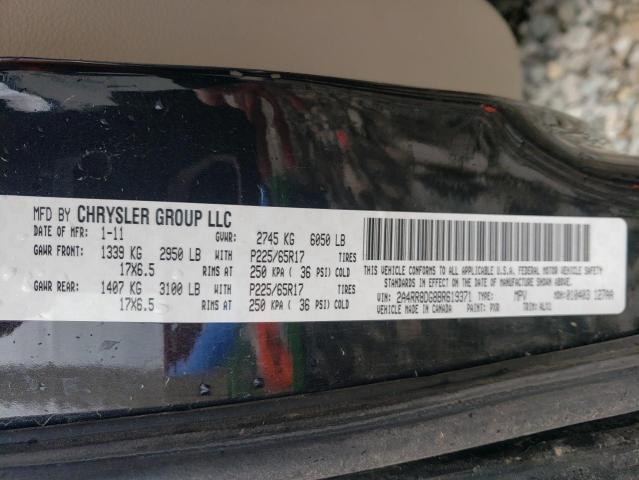 MFD BY CHRYSLER GROUP LLC
DATE OF MFR: 1-11 GVWR: 2745 KG 6050 LB
GAWR FRONT: 1339 KG 2950 LB WITH P225/65R17 TIRES
17X6.5 RIMS AT 250 KPA ( 36 PSI) COLD
GAWR REAR: 1407 KG 3100 LB WITH P225/65R17 TIRES
17X6.5 RIMS AT 250 KPA ( 36 PSI) COLD
THIS VEHICLE CONFORMS TO ALL APPLICABLE U.S.A. FEDERAL MOTOR VEHICLE SAFETY
STANDARDS IN EFFECT ON THE DATE OF MANUFACTURE SHOWN ABOVE.
VIN: 2A4RR8DG8BR619371 TYPE: MPV MDH: 010403 127AA
VEHICLE MADE IN CANADA PAINT: PXR TRIM: